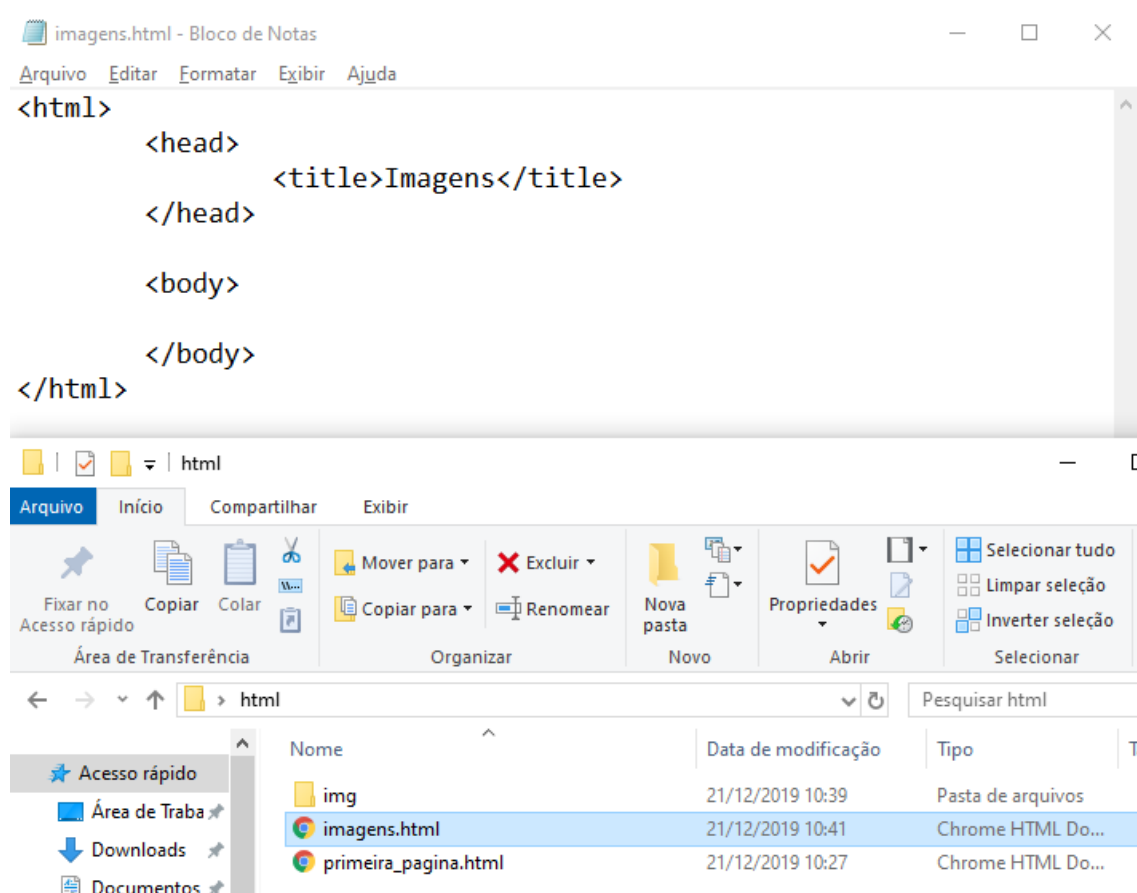 imagens.html - Bloco de Notas
Arquivo Editar Formatar Exibir Ajuda
<html>
<head>
<title>Imagens</title>
</head>
<body>
</body>
</html>
html
Arquivo Início Compartilhar Exibir
Fixar no
Acesso rápido
Copiar
Colar
Área de Transferência
Mover para
Copiar para
Excluir
Renomear
Organizar
Nova
pasta
Novo
Propriedades
Abrir
Selecionar tudo
Limpar seleção
Inverter seleção
Selecionar
html
Pesquisar html
Acesso rápido
Área de Traba
Downloads
Documentos
Nome Data de modificação Tipo
img 21/12/2019 10:39 Pasta de arquivos
imagens.html 21/12/2019 10:41 Chrome HTML Do...
primeira_pagina.html 21/12/2019 10:27 Chrome HTML Do...